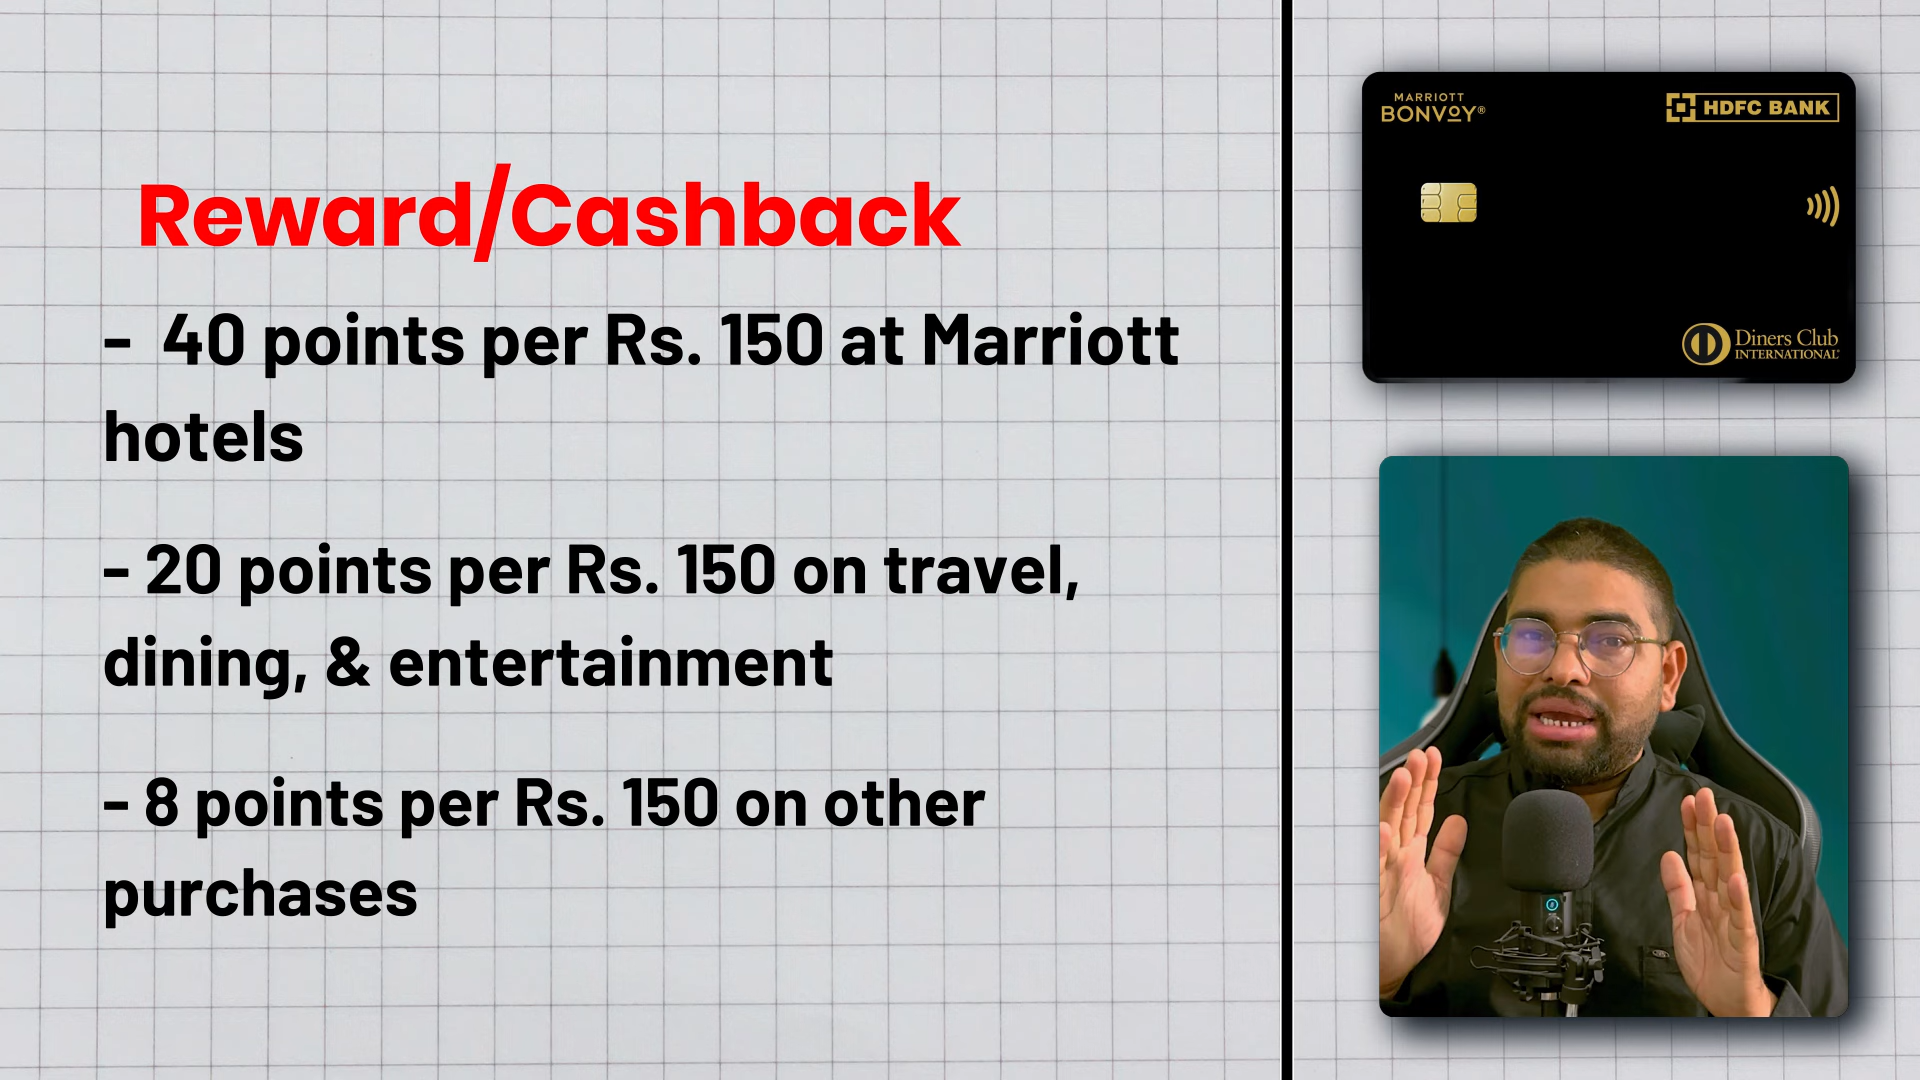 Reward/Cashback
- 40 points per Rs. 150 at Marriott
hotels
- 20 points per Rs. 150 on travel,
dining, & entertainment
- 8 points per Rs. 150 on other
purchases
MARRIOTT
BONVOY®
HDFC BANK
Diners Club
INTERNATIONAL®